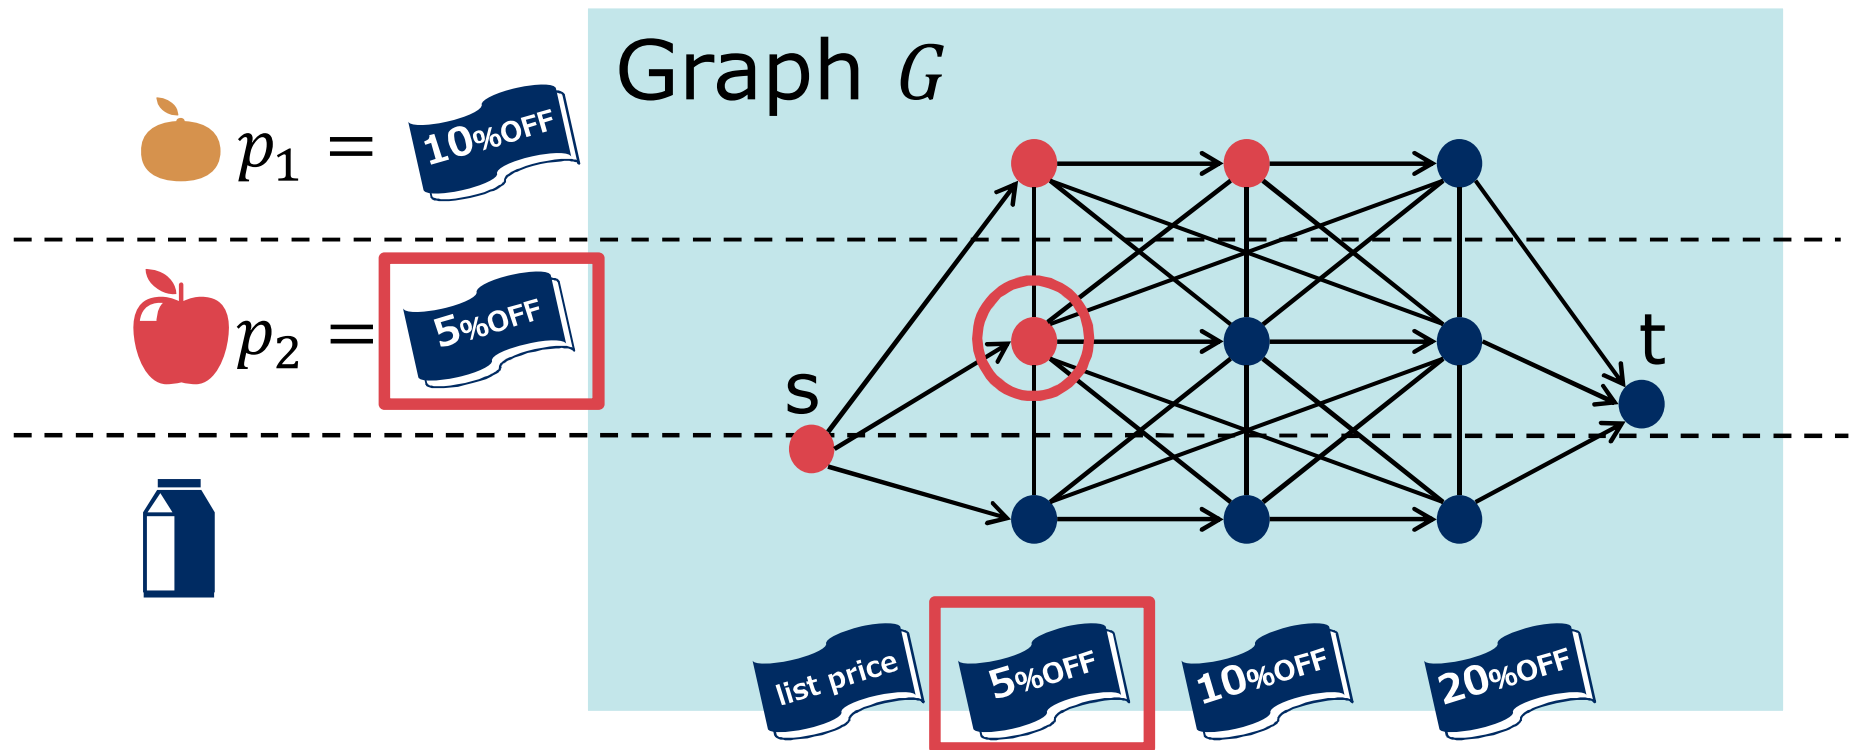 Graph G
p₁ = 10%OFF
p₂ = 5%OFF
s
t
list price
5%OFF
10%OFF
20%OFF